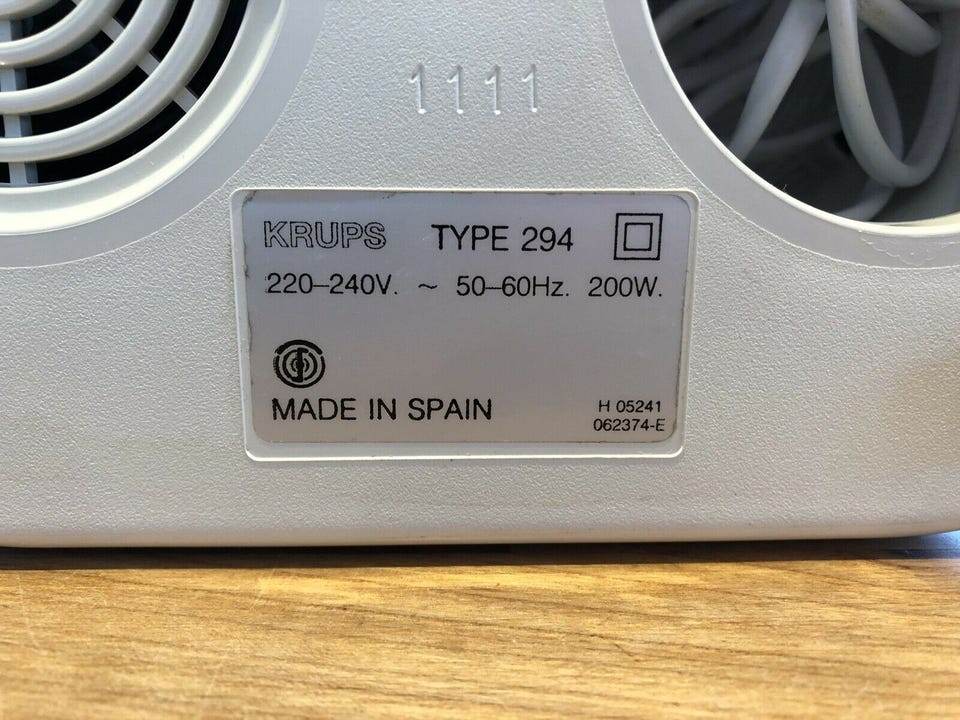 1111
KRUPS TYPE 294
220–240V. ~ 50–60Hz. 200W.
MADE IN SPAIN
H 05241
062374-E